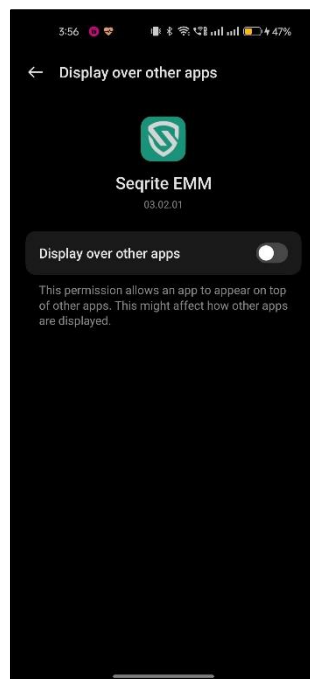 3:56 47%
Display over other apps
Seqrite EMM
03.02.01
Display over other apps
This permission allows an app to appear on top
of other apps. This might affect how other apps
are displayed.